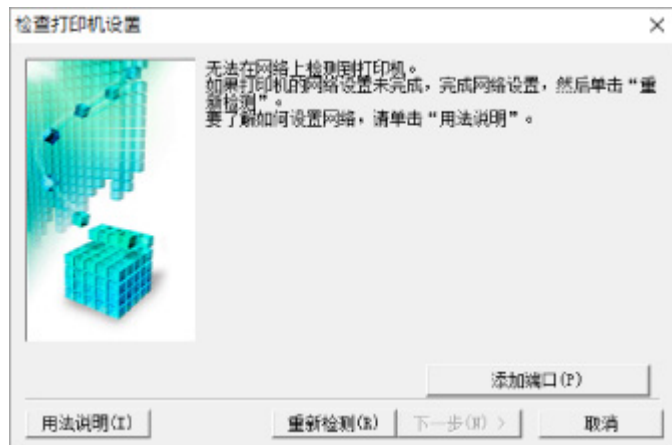 检查打印机设置
无法在网络上检测到打印机。
如果打印机的网络设置未完成，完成网络设置，然后单击“重
新检测”。
要了解如何设置网络，请单击“用法说明”。
添加端口(P)
用法说明(I)
重新检测(R)
下一步(N) >
取消